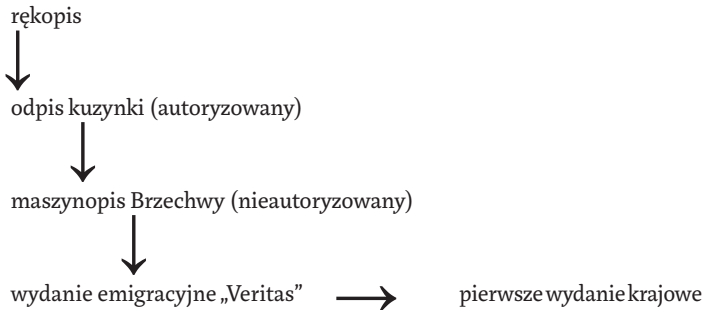 rękopis
odpis kuzynki (autoryzowany)
maszynopis Brzechwy (nieautoryzowany)
wydanie emigracyjne „Veritas” pierwsze wydanie krajowe